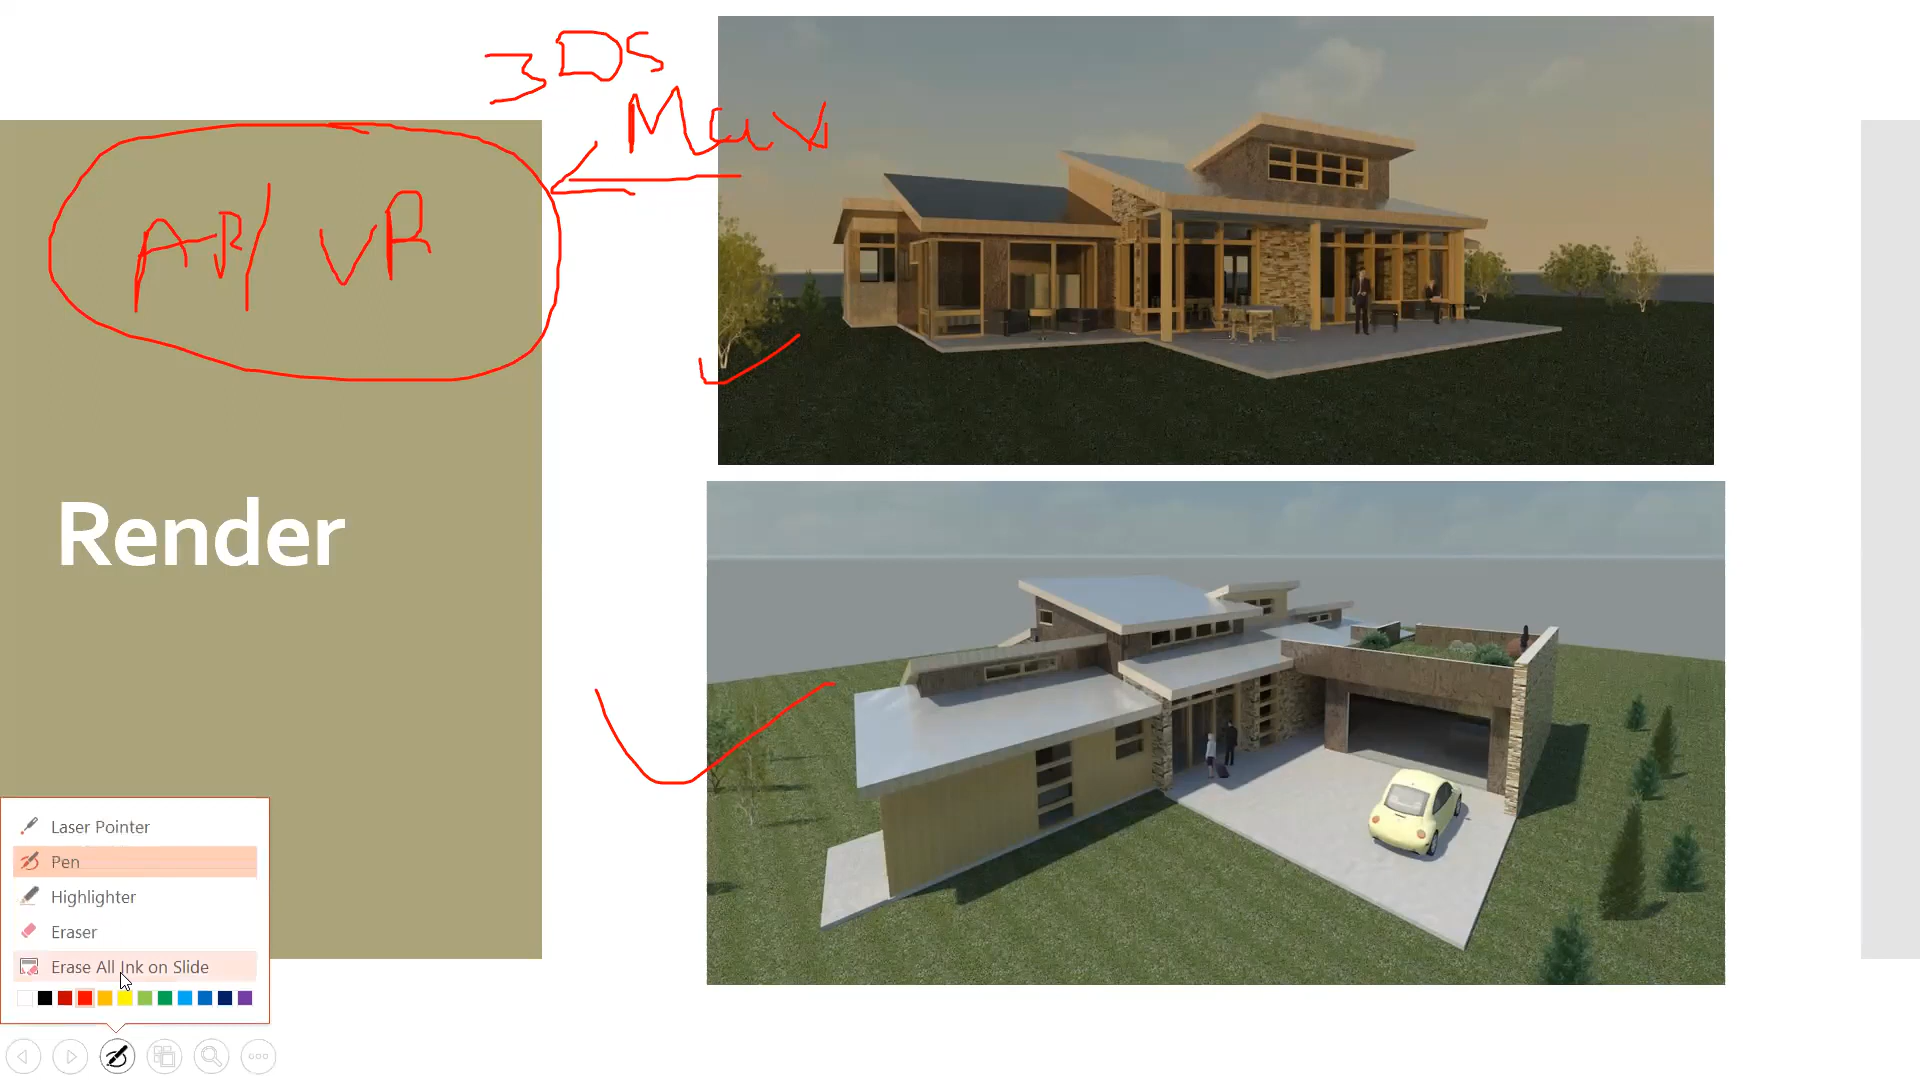 3Ds
Max
AR/ VR
Render
Laser Pointer
Pen
Highlighter
Eraser
Erase All Ink on Slide